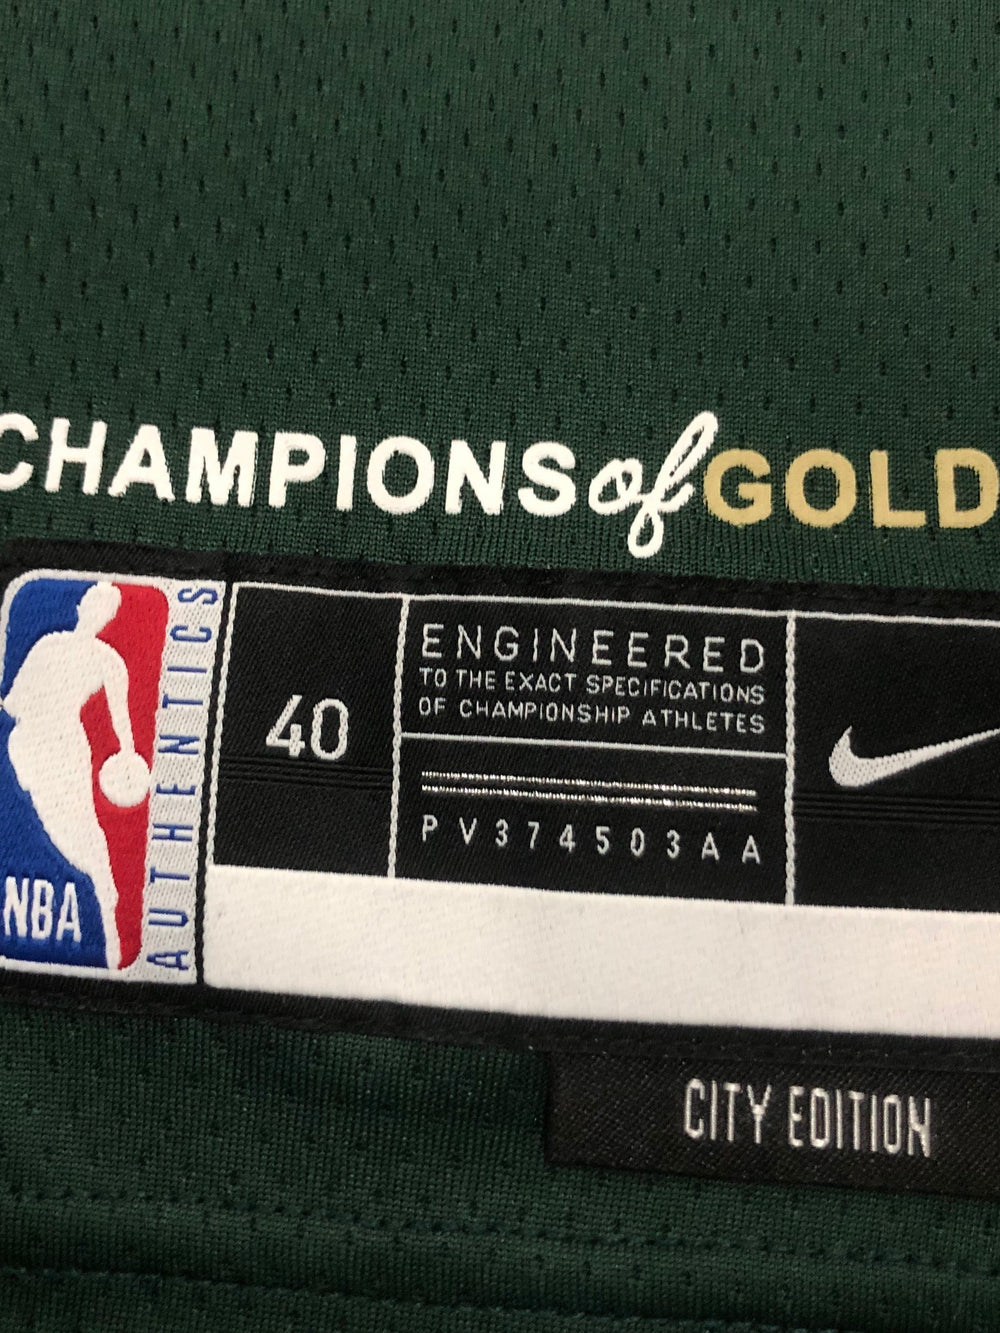 CHAMPIONS of GOLD
NBA
AUTHENTICS
40
ENGINEERED
TO THE EXACT SPECIFICATIONS
OF CHAMPIONSHIP ATHLETES
PV374503AA
CITY EDITION